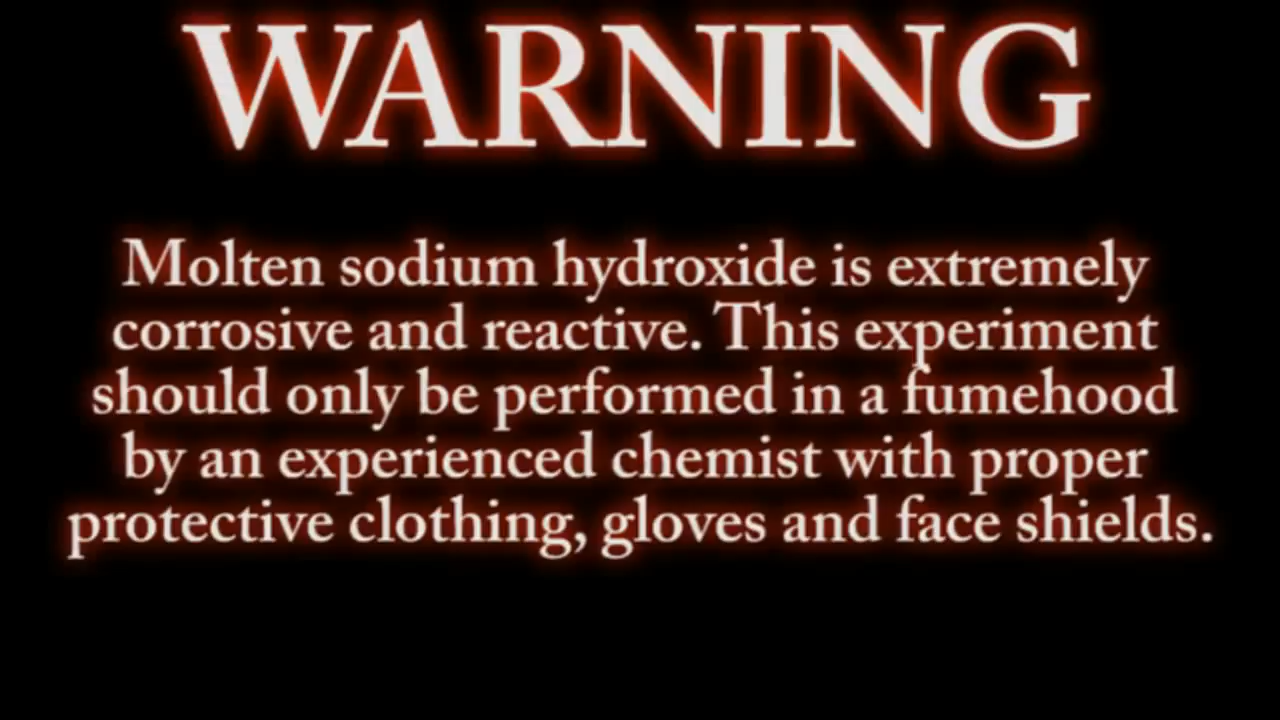 WARNING
Molten sodium hydroxide is extremely
corrosive and reactive. This experiment
should only be performed in a fumehood
by an experienced chemist with proper
protective clothing, gloves and face shields.